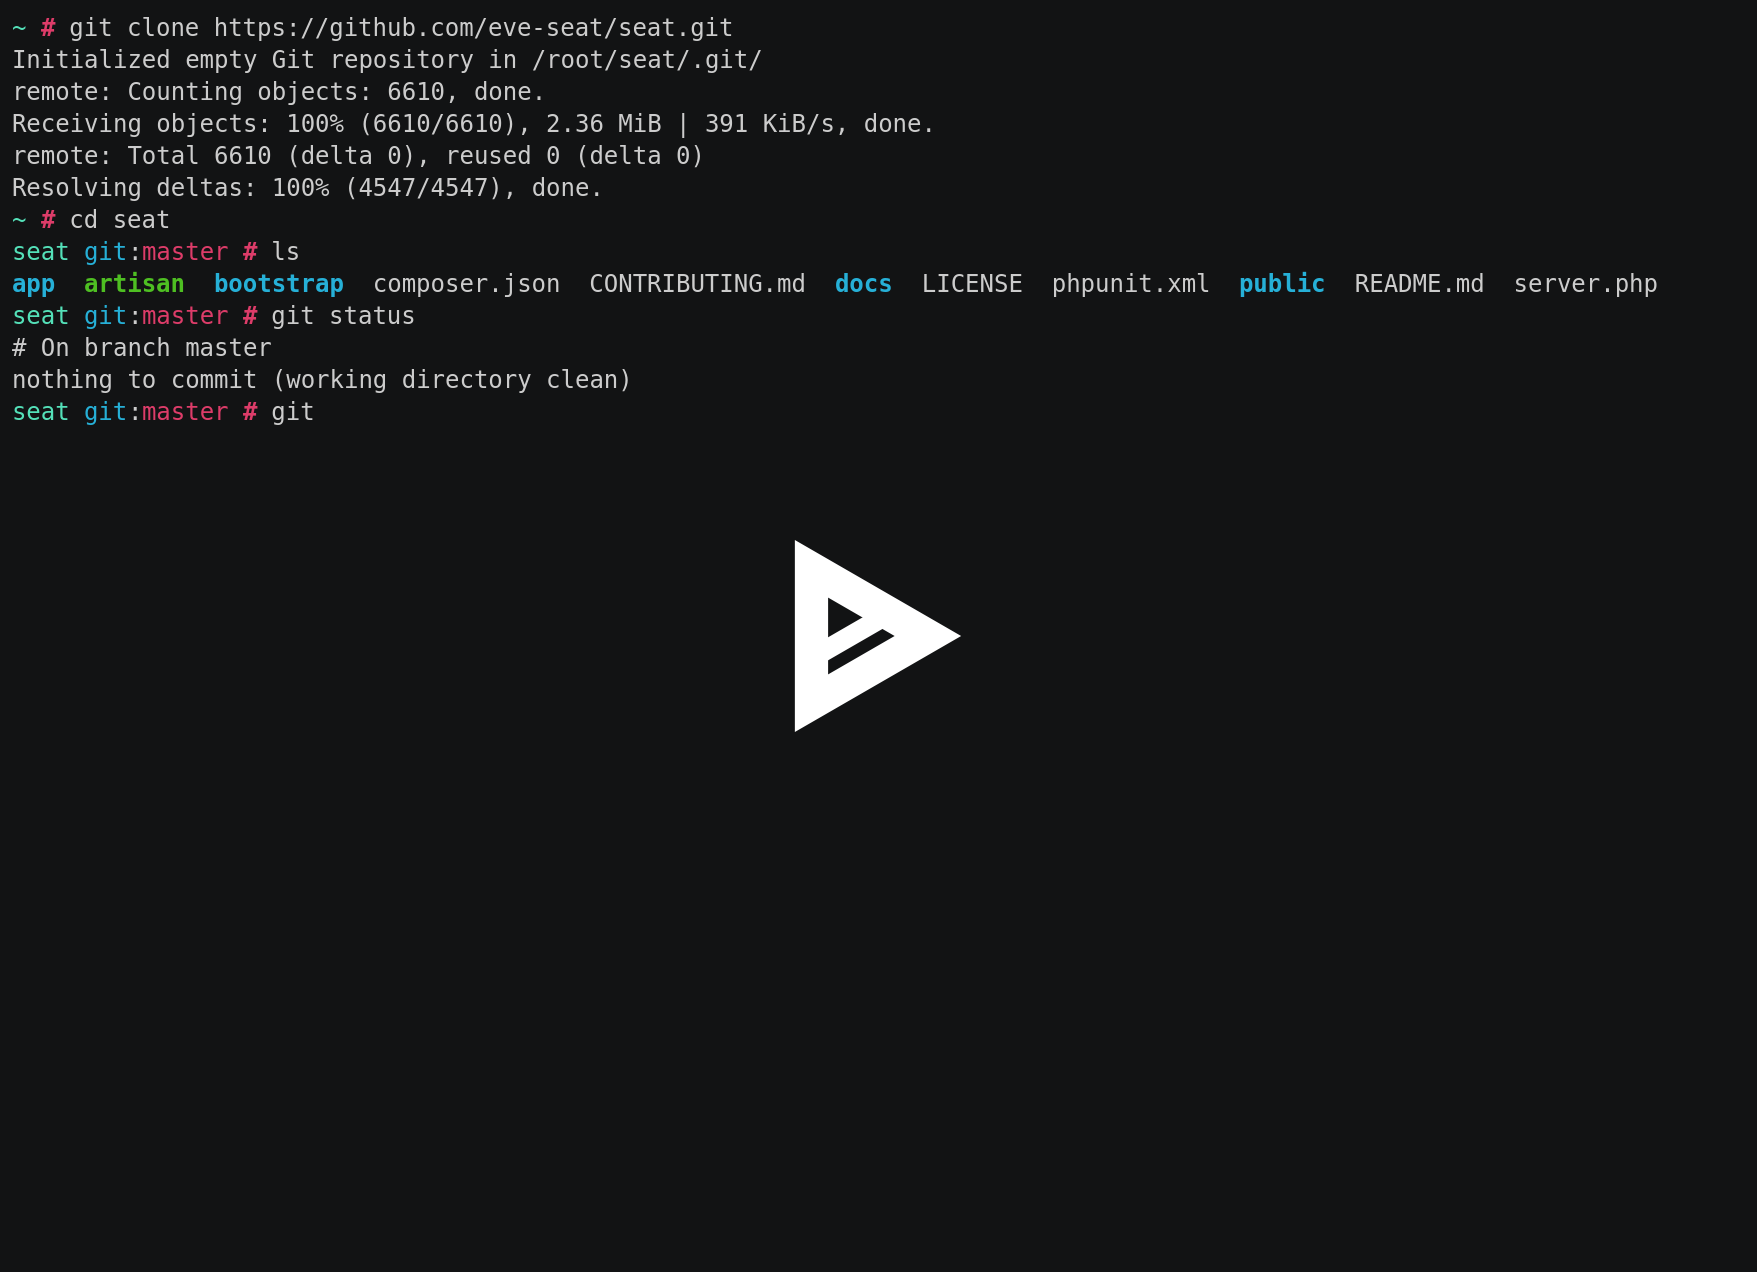 ~ # git clone https://github.com/eve-seat/seat.git
Initialized empty Git repository in /root/seat/.git/
remote: Counting objects: 6610, done.
Receiving objects: 100% (6610/6610), 2.36 MiB | 391 KiB/s, done.
remote: Total 6610 (delta 0), reused 0 (delta 0)
Resolving deltas: 100% (4547/4547), done.
~ # cd seat
seat git:master # ls
app  artisan  bootstrap  composer.json  CONTRIBUTING.md  docs  LICENSE  phpunit.xml  public  README.md  server.php
seat git:master # git status
# On branch master
nothing to commit (working directory clean)
seat git:master # git